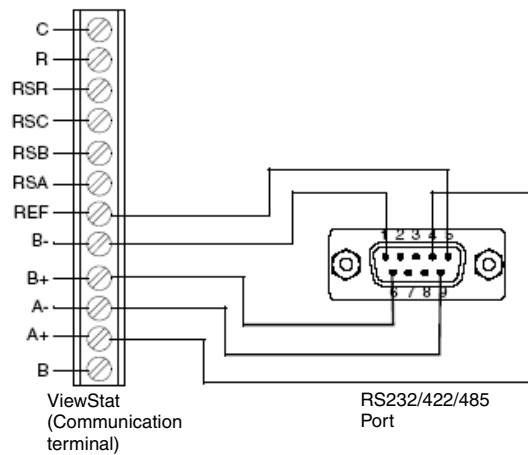 C
R
RSR
RSC
RSB
RSA
REF
B-
B+
A-
A+
B
1 2 3 4 5
6 7 8 9
ViewStat
(Communication
terminal)
RS232/422/485
Port